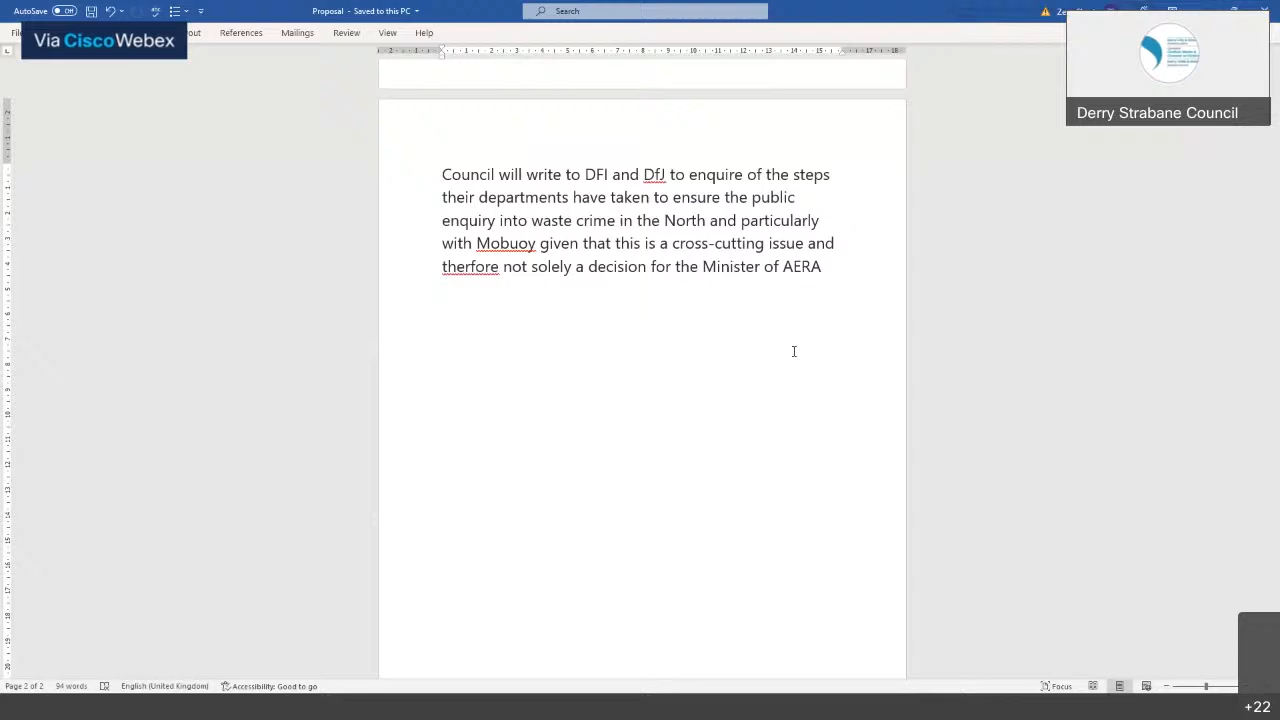 AutoSave Off Proposal - Saved to this PC Search
Via CiscoWebex
References Mailings Review View Help
Derry Strabane Council
Council will write to DFI and DfJ to enquire of the steps
their departments have taken to ensure the public
enquiry into waste crime in the North and particularly
with Mobuoy given that this is a cross-cutting issue and
therfore not solely a decision for the Minister of AERA
Page 2 of 2 94 words English (United Kingdom) Accessibility: Good to go Focus
+22